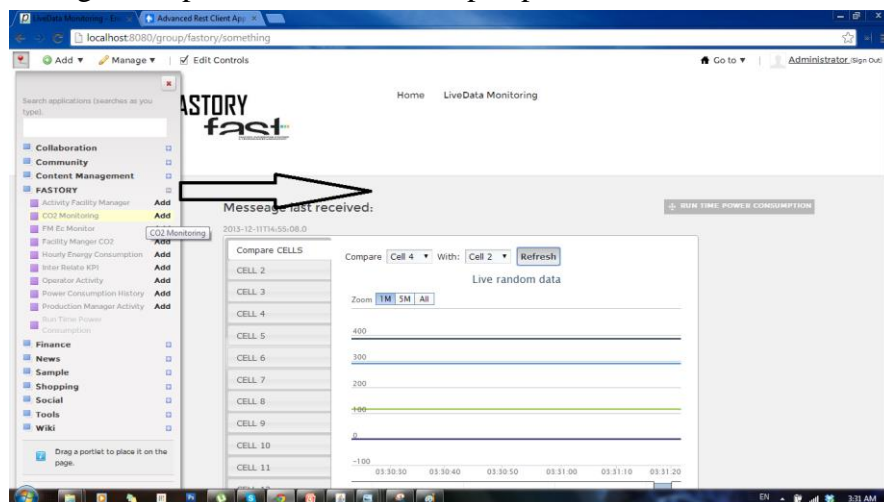 LiveData Monitoring - 
Advanced Rest Client App
localhost:8080/group/fastory/something
Add
Manage
Edit Controls
Go to
Administrator (Sign Out)
Search applications (searches as you type).
Collaboration
Community
Content Management
FASTORY
Activity Facility Manager Add
CO2 Monitoring Add
FM Ec Monitor Add
CO2 Monitoring
Facility Manger CO2 Add
Hourly Energy Consumption Add
Inter Relate KPI Add
Operator Activity Add
Power Consumption History Add
Production Manager Activity Add
Run Time Power
Consumption
Finance
News
Sample
Shopping
Social
Tools
Wiki
Drag a portlet to place it on the
page.
ASTORY
fast
Home LiveData Monitoring
Messeage last received:
2013-12-11T14:55:08.0
RUN TIME POWER CONSUMPTION
Compare CELLS
CELL 2
CELL 3
CELL 4
CELL 5
CELL 6
CELL 7
CELL 8
CELL 9
CELL 10
CELL 11
Compare Cell 4 With: Cell 2 Refresh
Live random data
Zoom 1M 5M All
400
300
200
100
0
-100
03:30:30 03:30:40 03:30:50 03:31:00 03:31:10 03:31:20
EN 3:31 AM